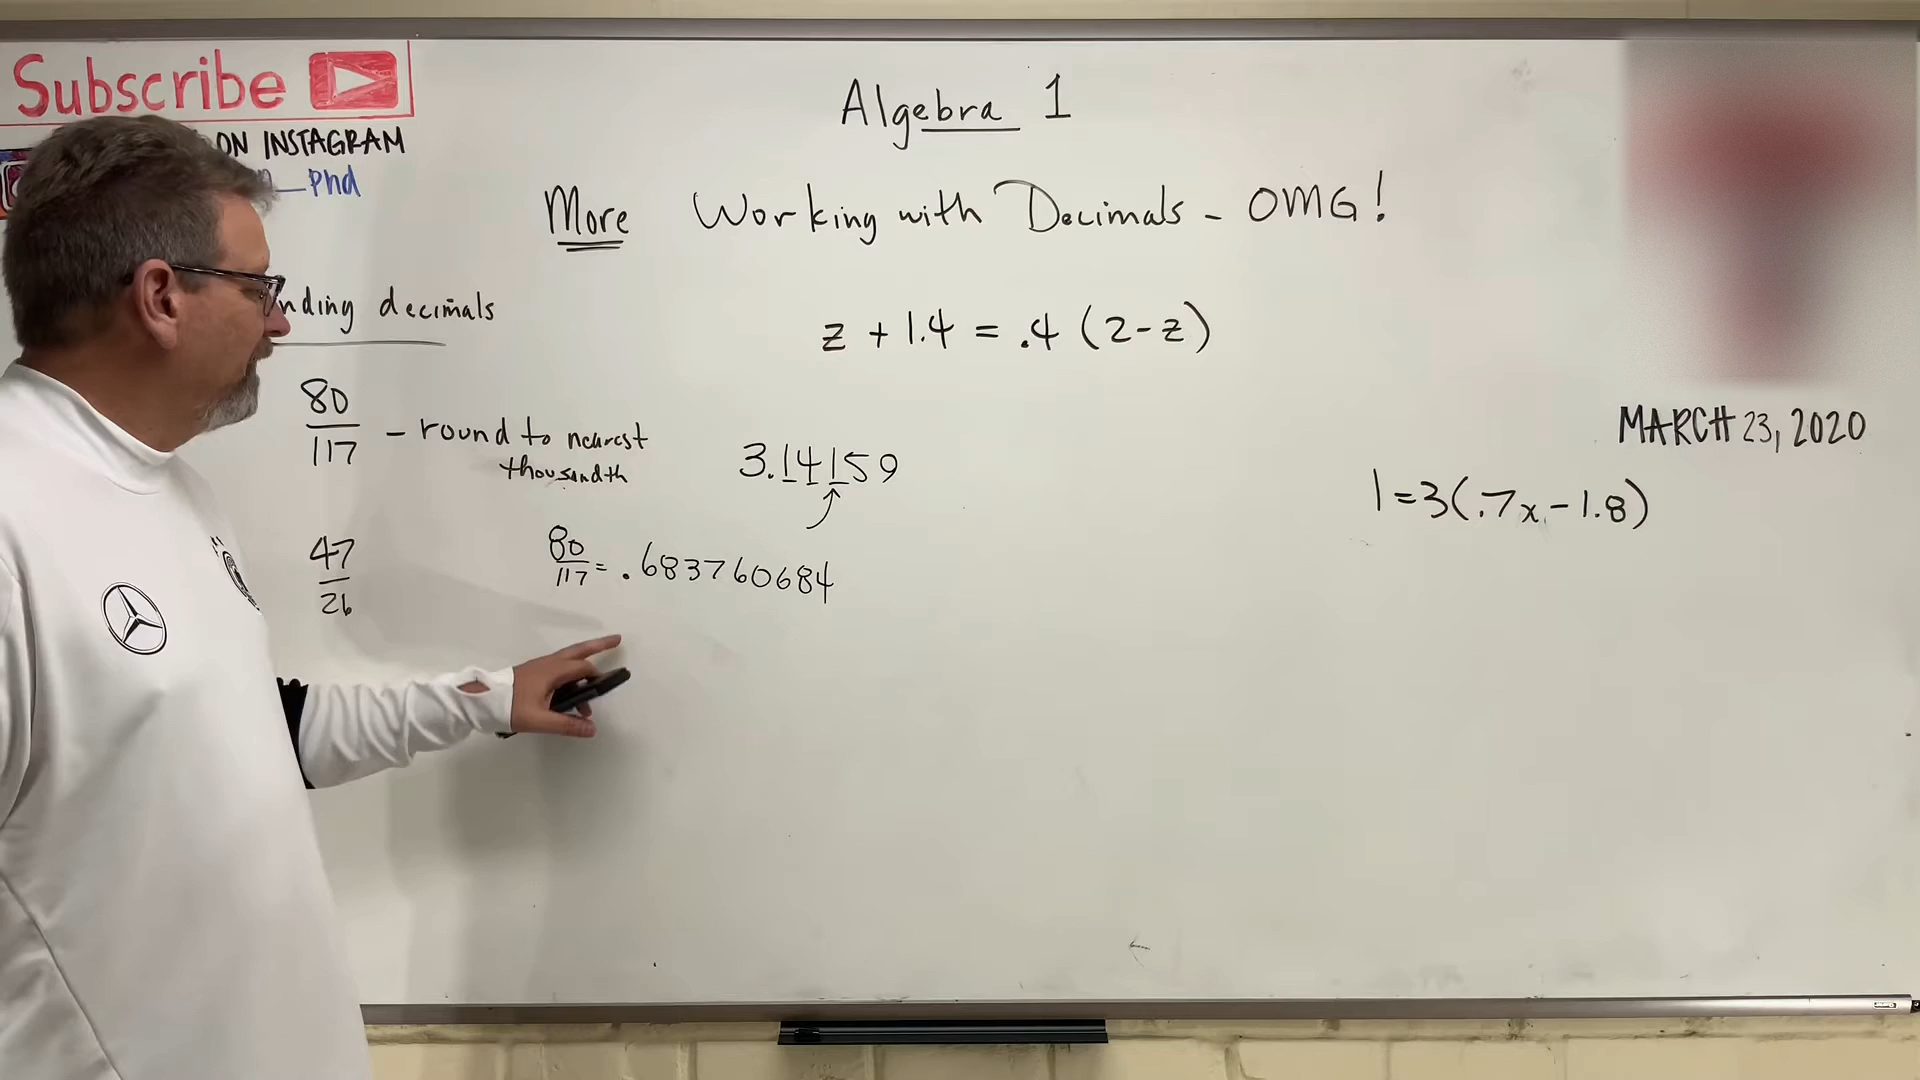 Subscribe
ON INSTAGRAM
phd
Algebra 1
More Working with Decimals - OMG!
decimals
z + 1.4 = .4 (2-z)
80
117
- round to nearest
thousandth
3.14159
47
26
80
117
= .683760684
MARCH 23, 2020
1=3(.7x-1.8)